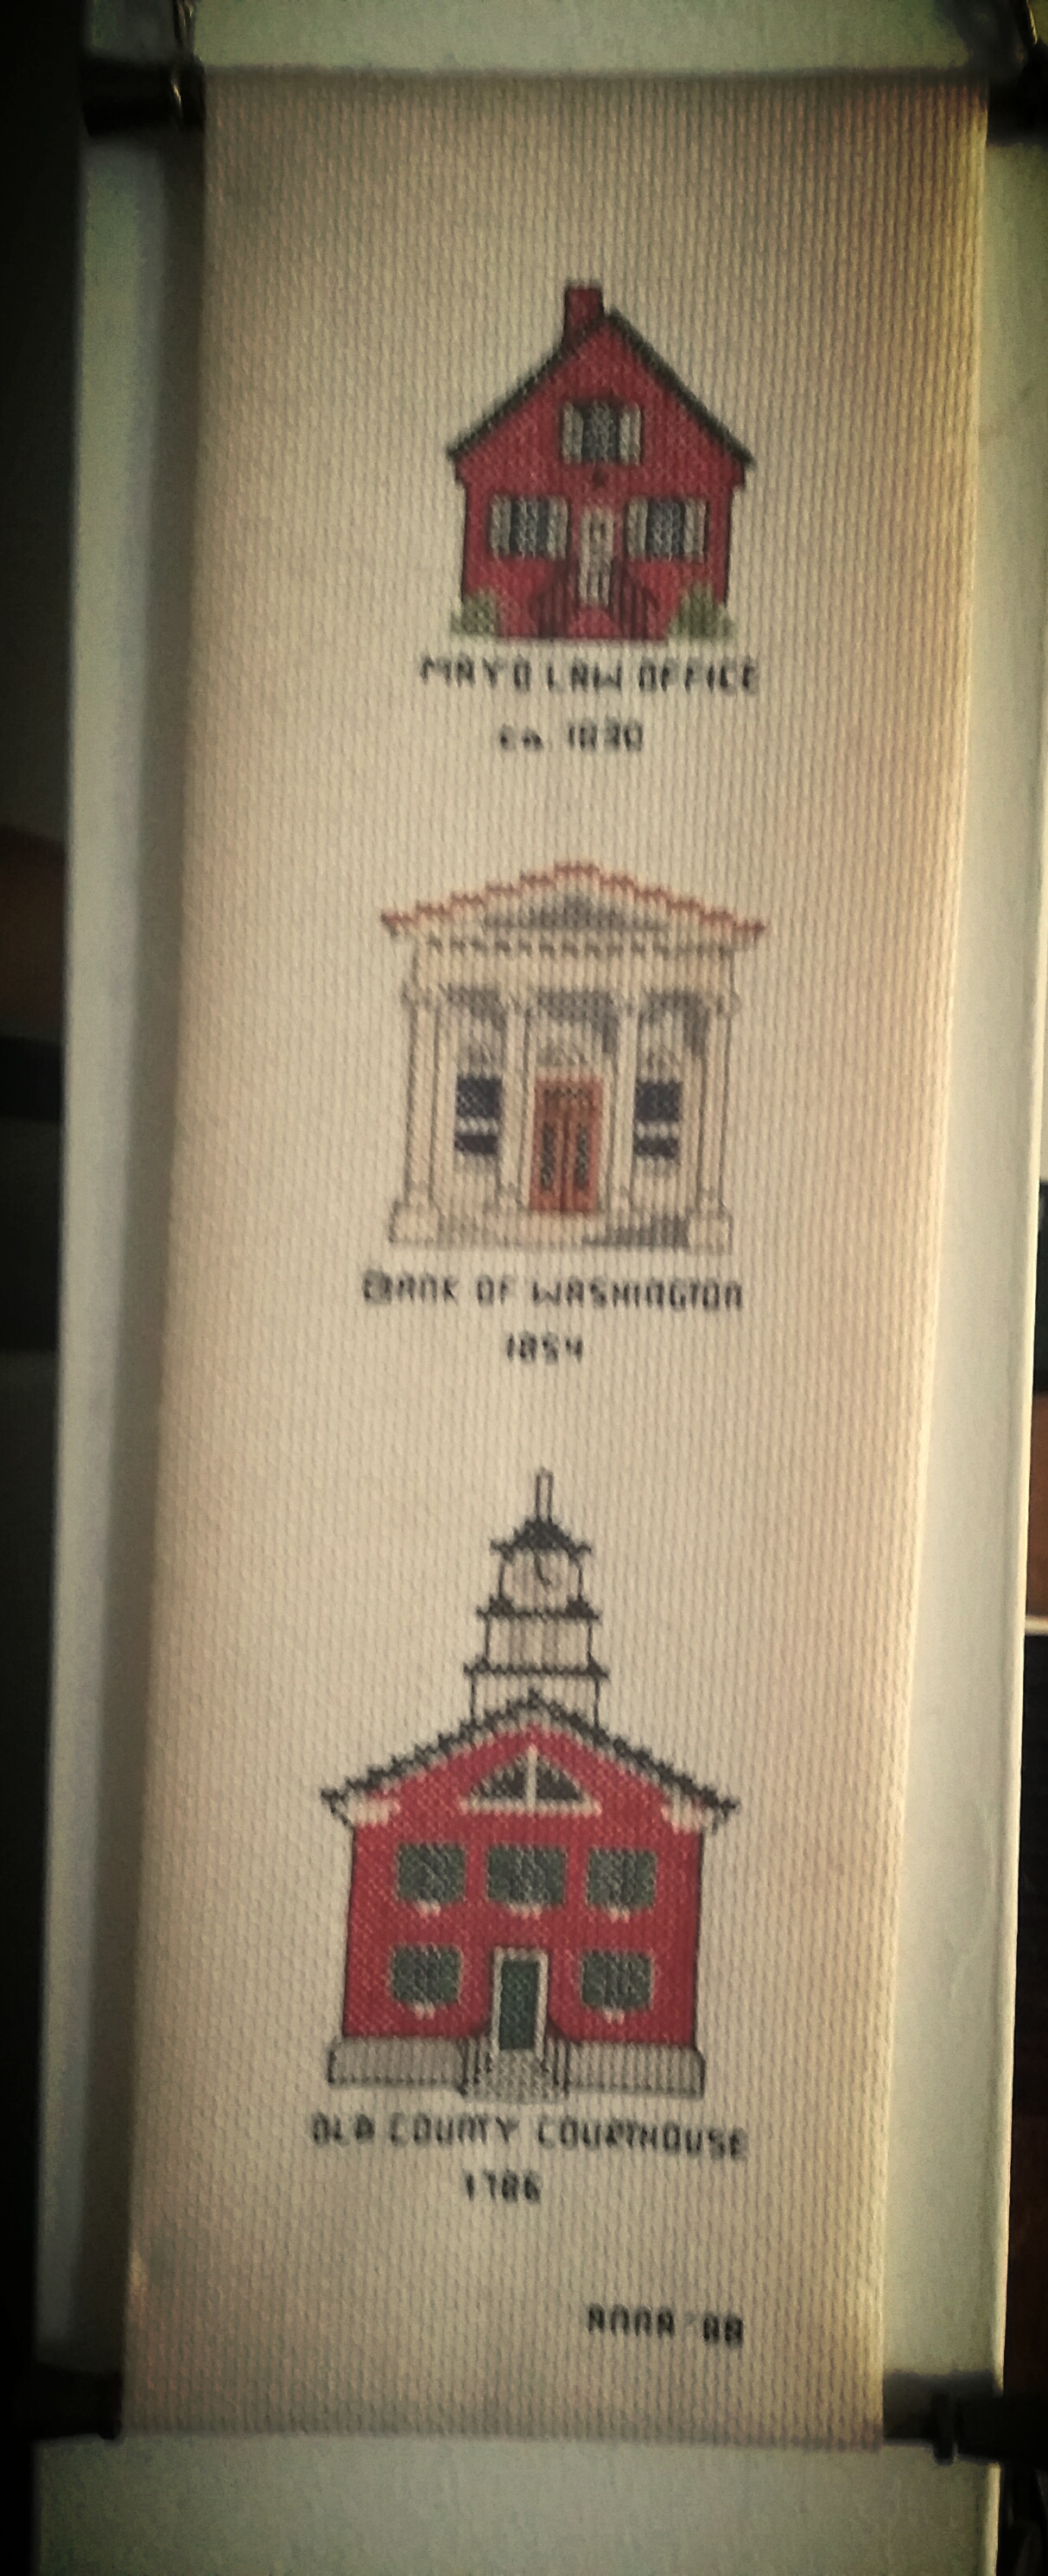 MAYO LAW OFFICE
ca. 1830
BANK OF WASHINGTON
1854
OLD COUNTY COURTHOUSE
1786
ANNA '88